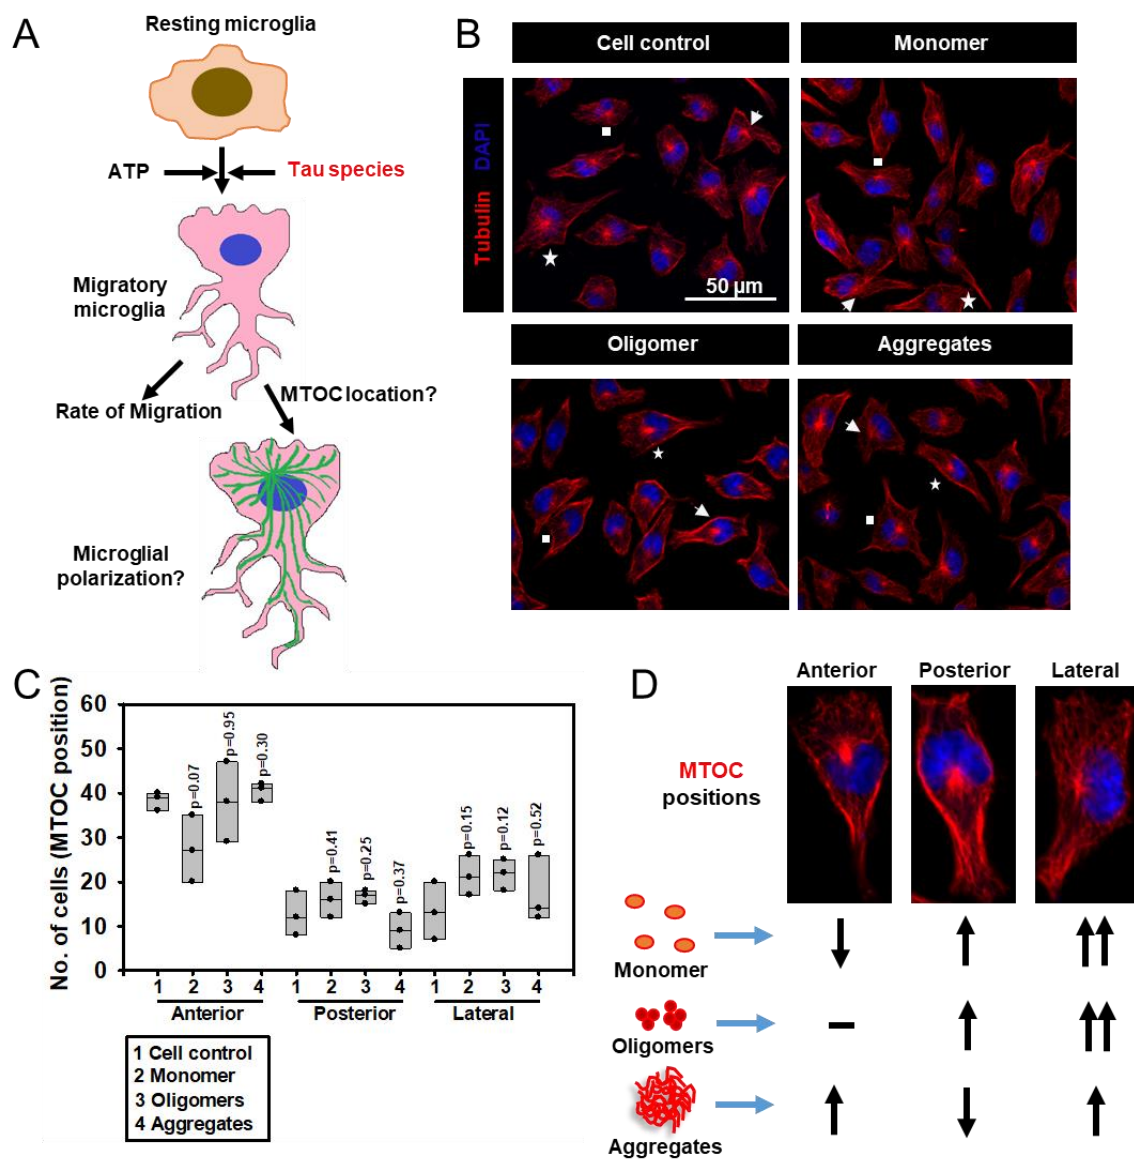 A
Resting microglia
ATP
Tau species
Migratory
microglia
Rate of Migration
MTOC location?
Microglial
polarization?
B
Cell control
Monomer
Tubulin DAPI
50 µm
Oligomer
Aggregates
C
No. of cells (MTOC position)
60
50
40
30
20
10
0
p=0.07
p=0.95
p=0.30
p=0.41
p=0.25
p=0.37
p=0.15
p=0.12
p=0.52
1 2 3 4 1 2 3 4 1 2 3 4
Anterior Posterior Lateral
1 Cell control
2 Monomer
3 Oligomers
4 Aggregates
D
Anterior Posterior Lateral
MTOC
positions
Monomer
Oligomers
Aggregates